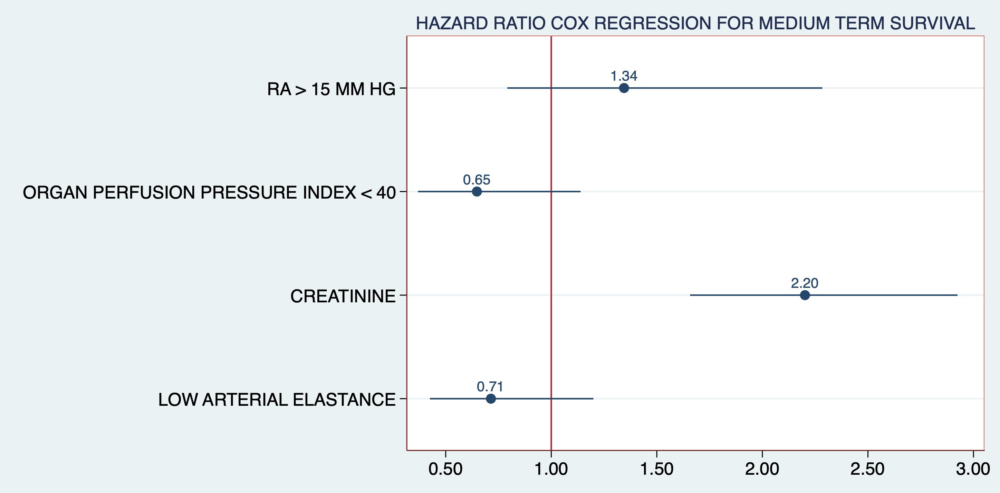 HAZARD RATIO COX REGRESSION FOR MEDIUM TERM SURVIVAL
1.34
RA > 15 MM HG
0.65
ORGAN PERFUSION PRESSURE INDEX < 40
2.20
CREATININE
0.71
LOW ARTERIAL ELASTANCE
0.50 1.00 1.50 2.00 2.50 3.00